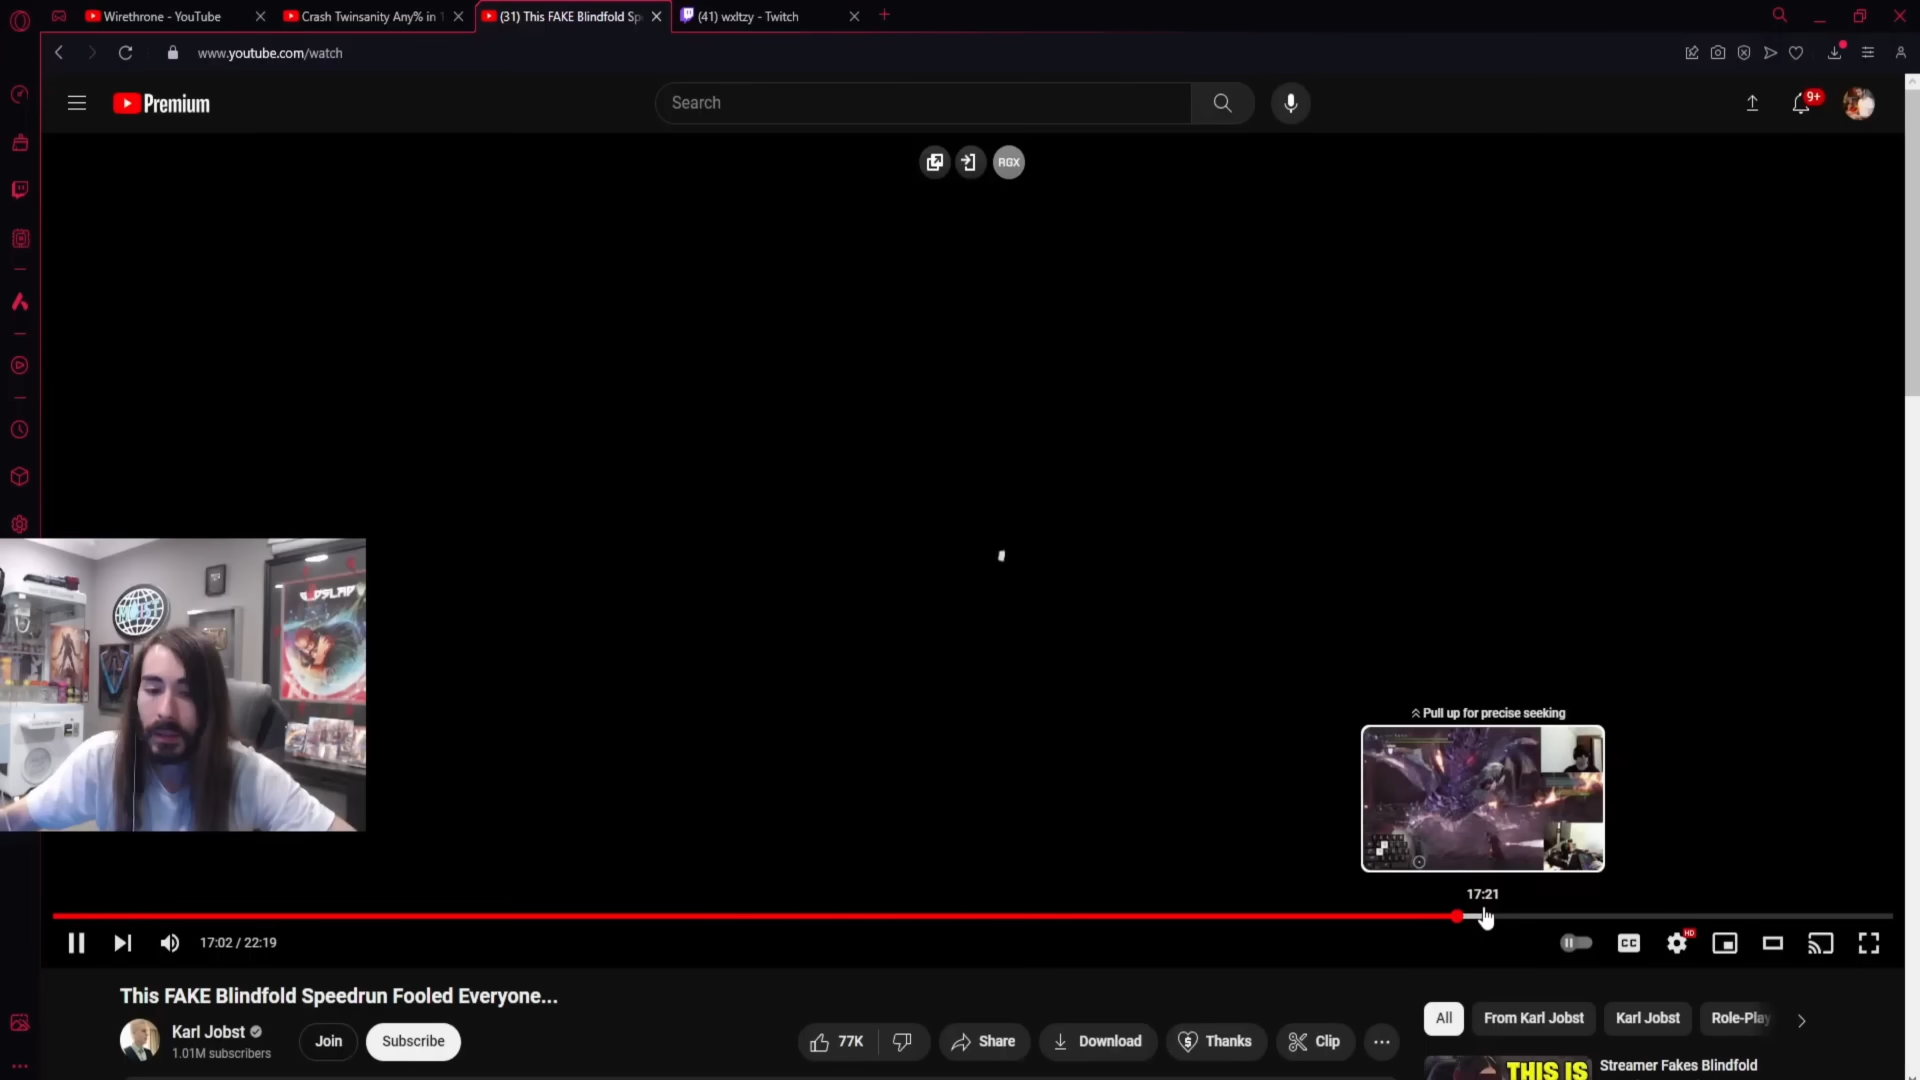 Wirethrone - YouTube
Crash Twinsanity Any% in
(31) This FAKE Blindfold Sp
(41) wxltzy - Twitch
www.youtube.com/watch
Premium
Search
9+
RGX
MOIST
Pull up for precise seeking
17:21
17:02 / 22:19
CC
HD
This FAKE Blindfold Speedrun Fooled Everyone...
Karl Jobst
1.01M subscribers
Join
Subscribe
77K
Share
Download
Thanks
Clip
All
From Karl Jobst
Karl Jobst
Role-Play
THIS IS
Streamer Fakes Blindfold